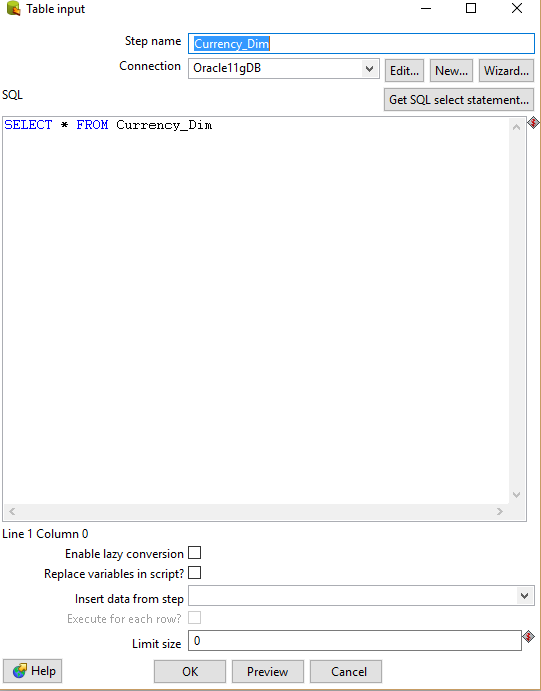 Table input
Step name Currency_Dim
Connection Oracle11gDB Edit... New... Wizard...
SQL Get SQL select statement...
SELECT * FROM Currency_Dim
Line 1 Column 0
Enable lazy conversion
Replace variables in script?
Insert data from step
Execute for each row?
Limit size 0
Help OK Preview Cancel